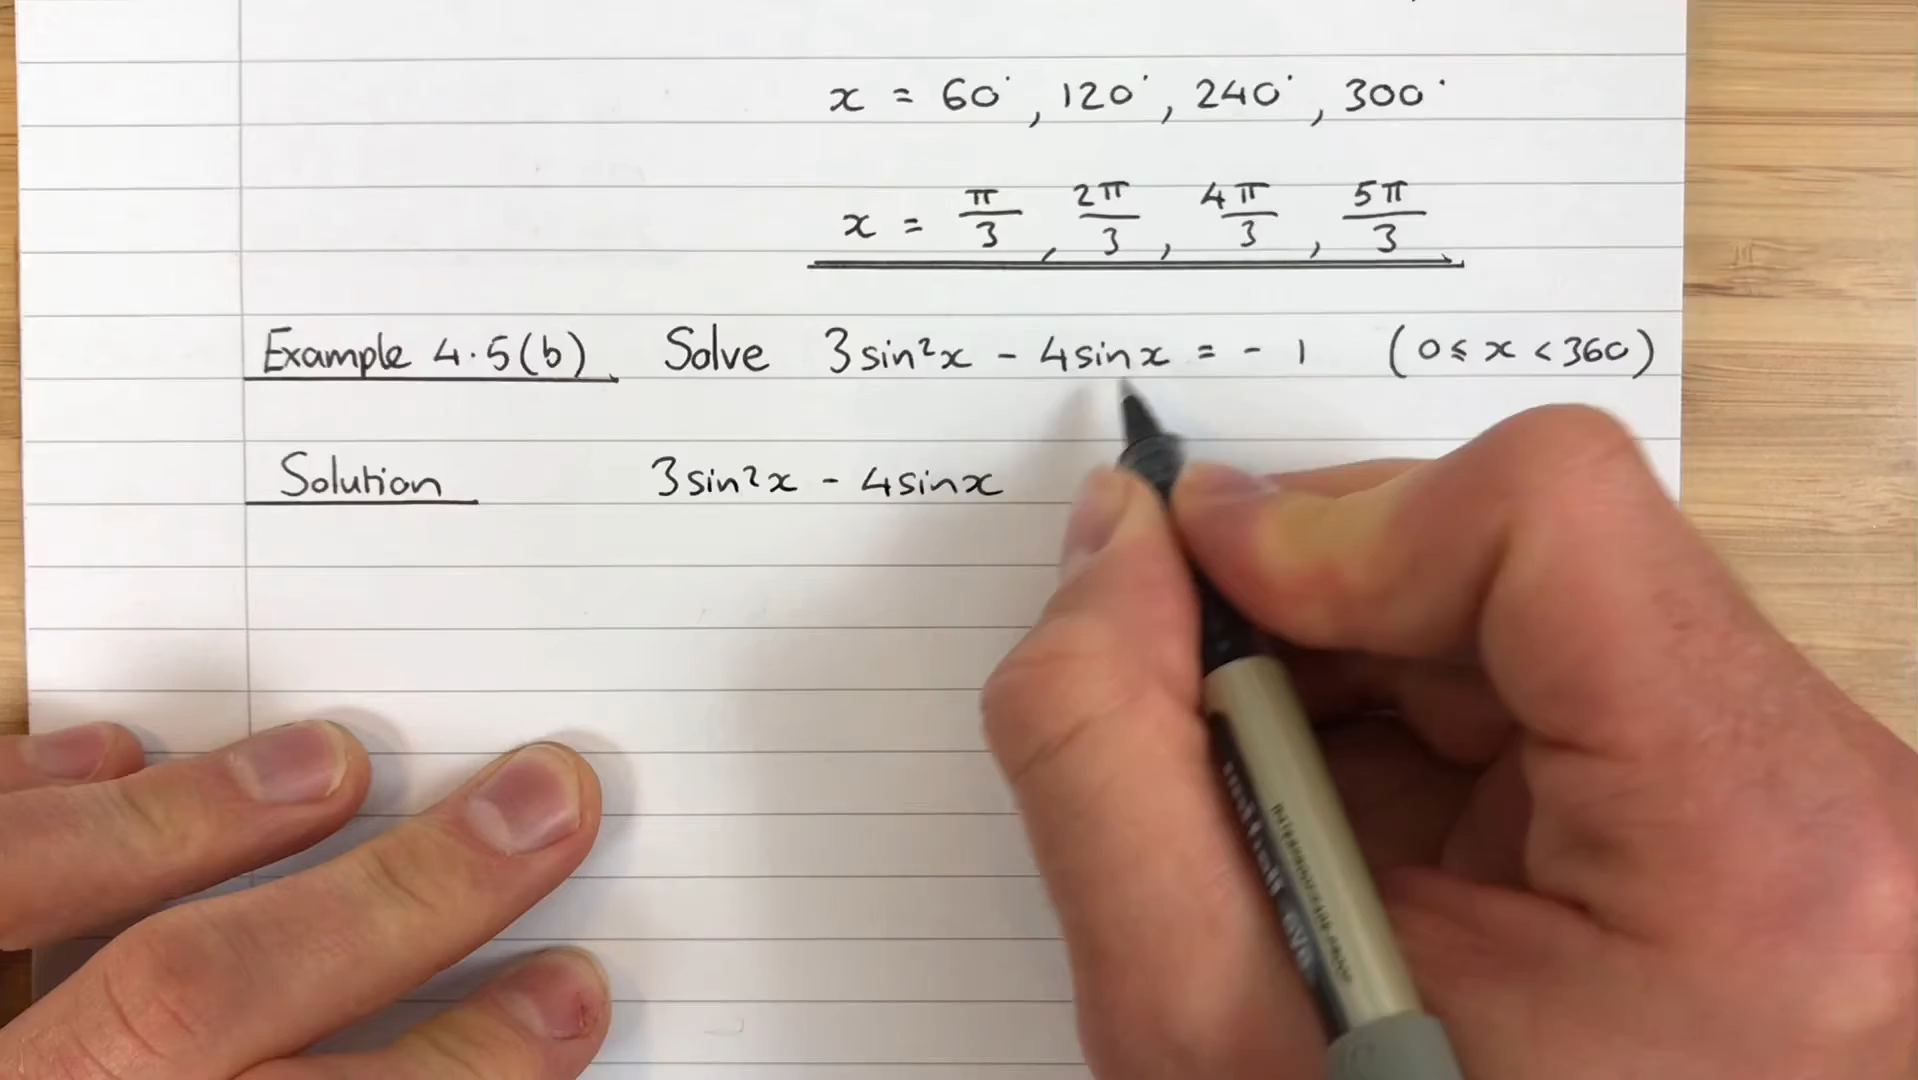 x = 60°, 120°, 240°, 300°
x = π/3, 2π/3, 4π/3, 5π/3
Example 4.5(b) Solve 3sin²x - 4sinx = - 1 (0 ≤ x < 360)
Solution 3sin²x - 4sinx